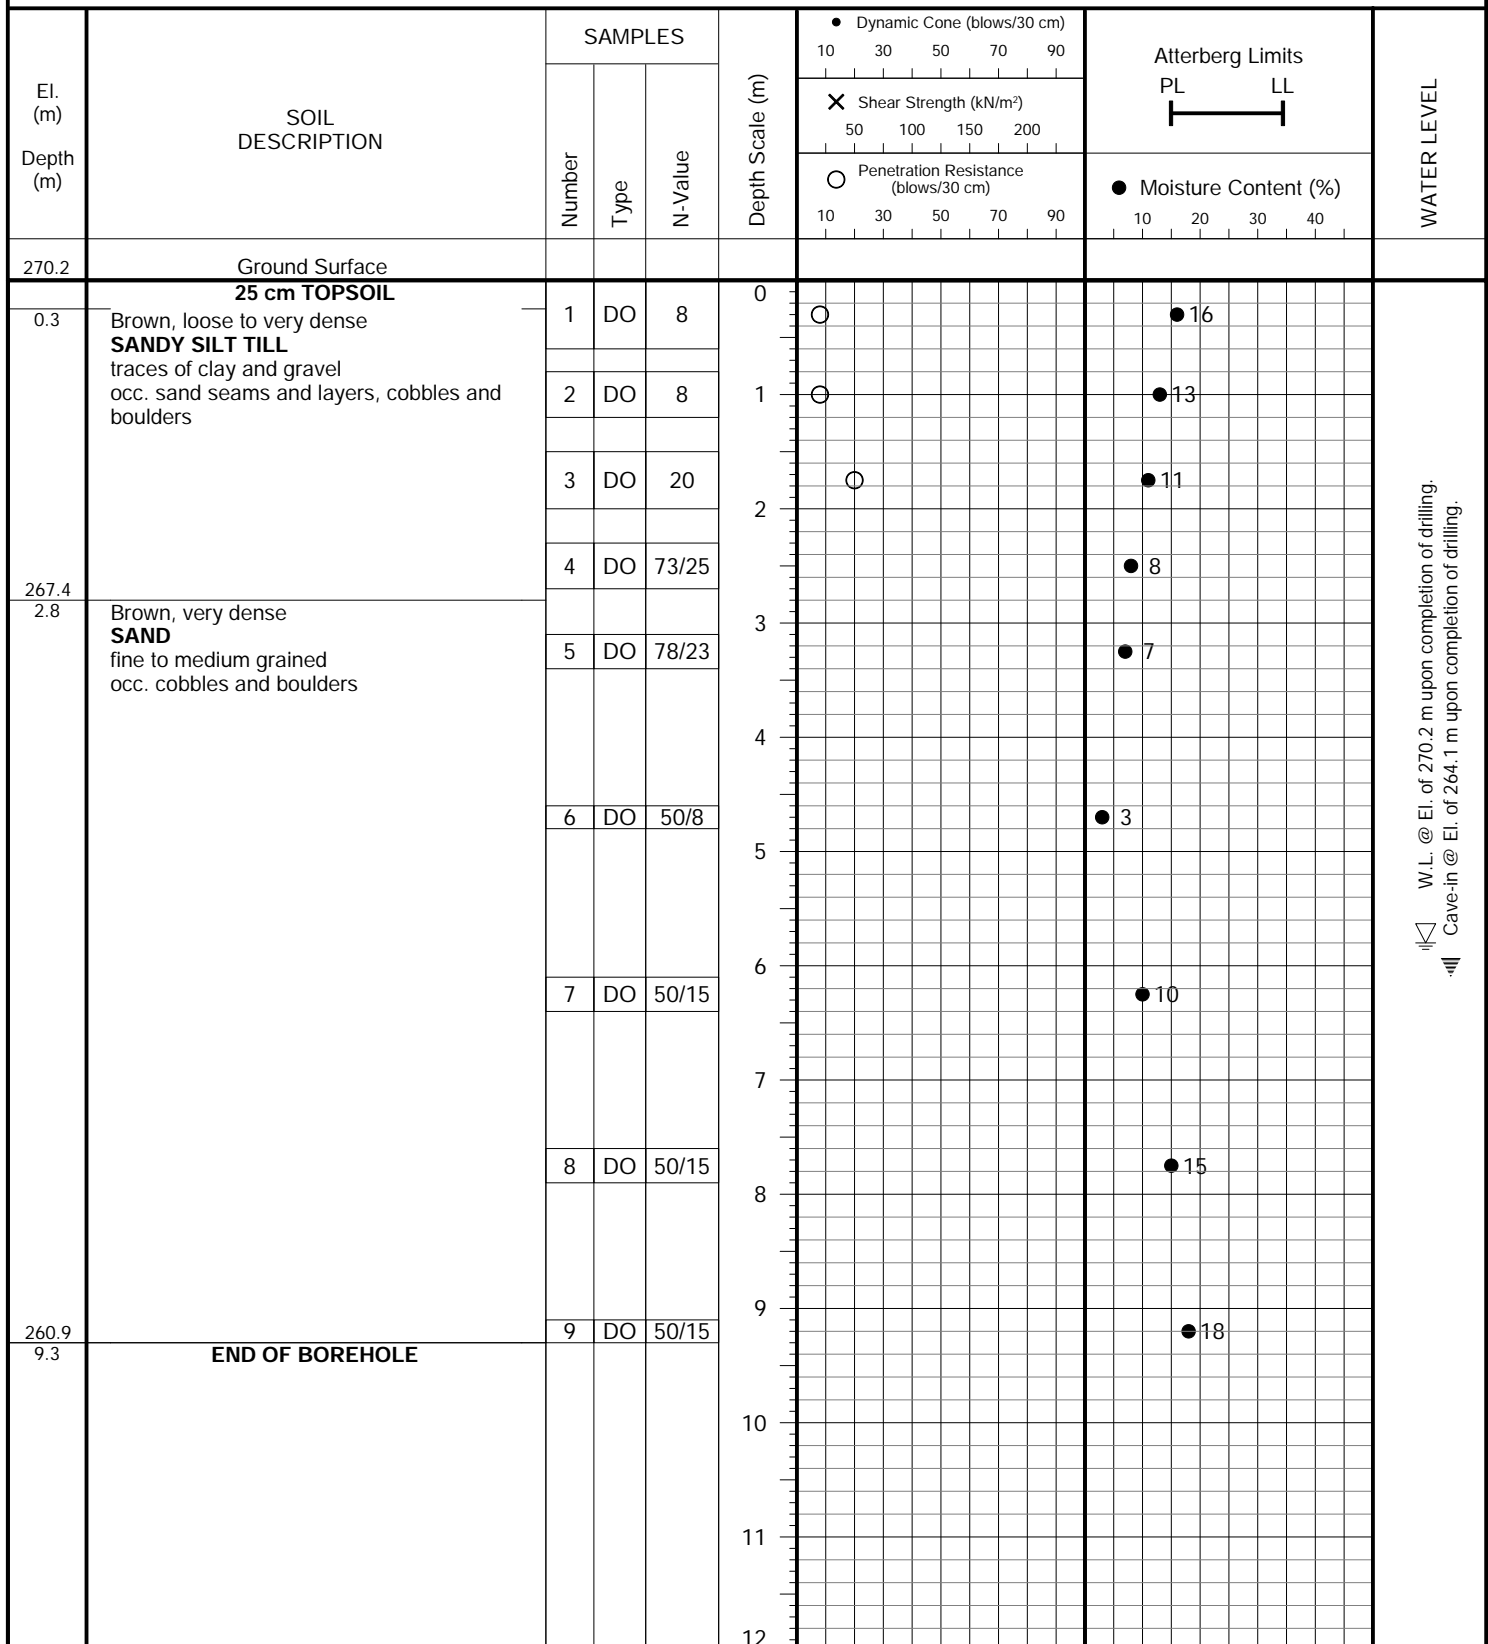 El.
(m)
Depth
(m)
SOIL
DESCRIPTION
SAMPLES
Number
Type
N-Value
Depth Scale (m)
Dynamic Cone (blows/30 cm)
10 30 50 70 90
Shear Strength (kN/m²)
50 100 150 200
Penetration Resistance
(blows/30 cm)
10 30 50 70 90
Atterberg Limits
PL LL
Moisture Content (%)
10 20 30 40
WATER LEVEL
270.2 Ground Surface
25 cm TOPSOIL
0
0.3 Brown, loose to very dense
SANDY SILT TILL
traces of clay and gravel
occ. sand seams and layers, cobbles and
boulders
1 DO 8 16
2 DO 8 1 13
3 DO 20 11
2
4 DO 73/25 8
267.4
2.8 Brown, very dense
SAND
fine to medium grained
occ. cobbles and boulders
3
5 DO 78/23 7
4
6 DO 50/8 3
5
6
7 DO 50/15 10
7
8 DO 50/15 15
8
9
9 DO 50/15 18
260.9
9.3 END OF BOREHOLE
10
11
12
W.L. @ El. of 270.2 m upon completion of drilling.
Cave-in @ El. of 264.1 m upon completion of drilling.